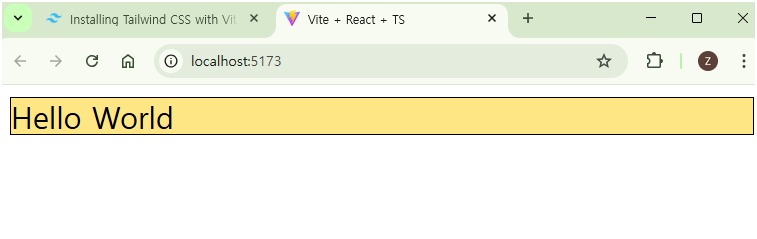 Installing Tailwind CSS with Vit
Vite + React + TS
localhost:5173
Z
Hello World